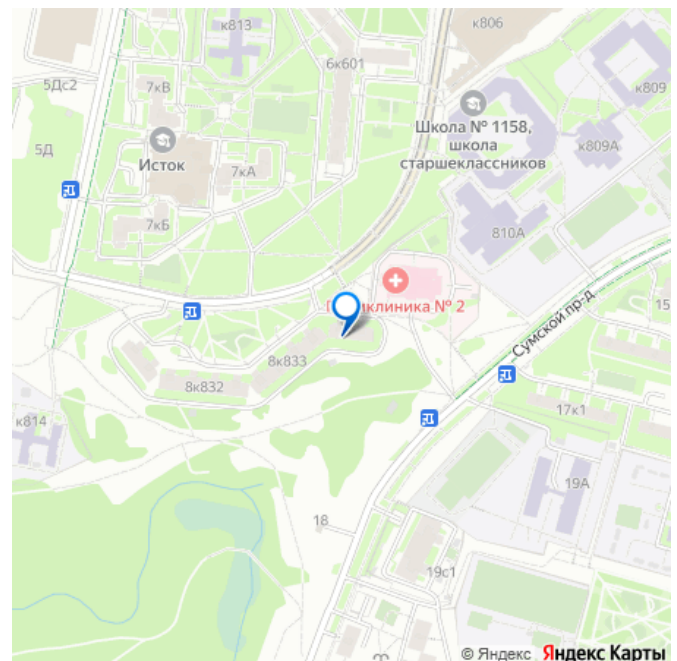 к813
к806
6к601
5Дс2
7кВ
к809
Школа № 1158,
школа
старшеклассников
5Д
Исток
7кА
к809А
7кБ
810А
клиника № 2
15
Сумской пр-д
8к833
8к832
17к1
к814
19А
18
19с1
© Яндекс Яндекс Карты